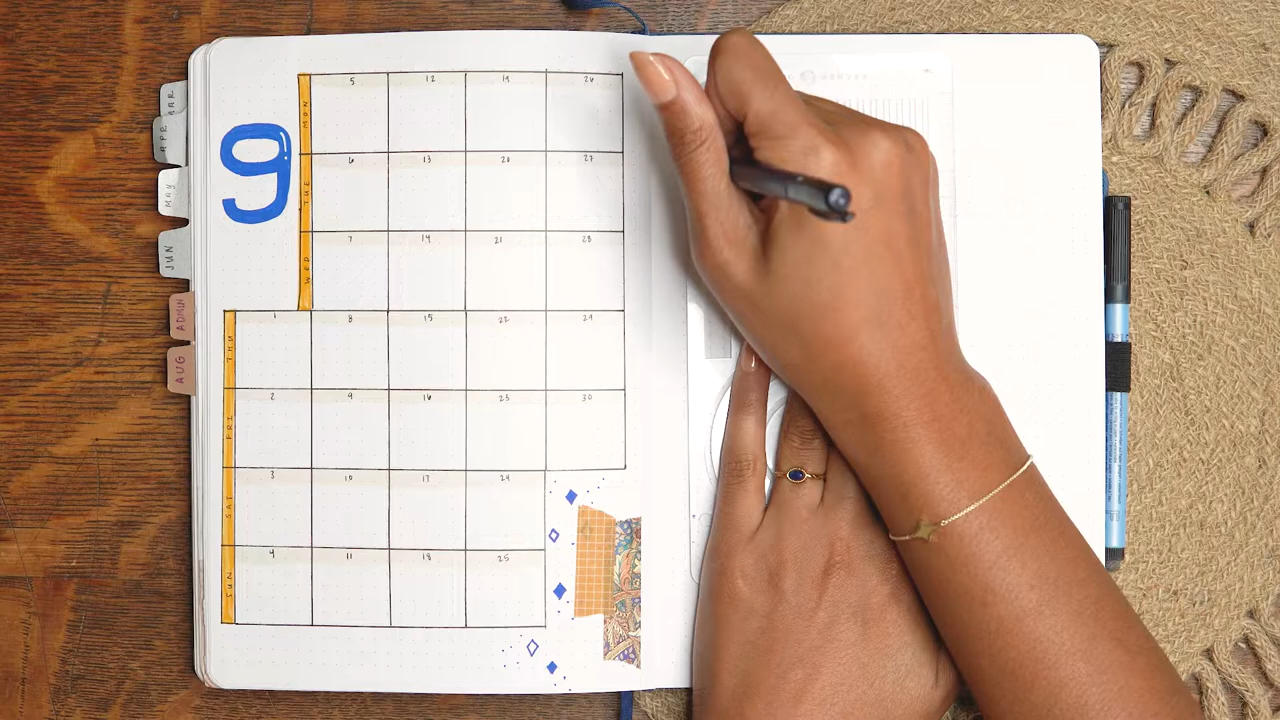 MAR
APR
MAY
JUN
ADMIN
AUG
9
MON 5 12 19 26
TUE 6 13 20 27
WED 7 14 21 28
THU 1 8 15 22 29
FRI 2 9 16 23 30
SAT 3 10 17 24
SUN 4 11 18 25